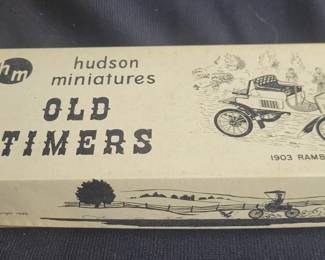 hm
hudson
miniatures
OLD
TIMERS
1903 RAMB